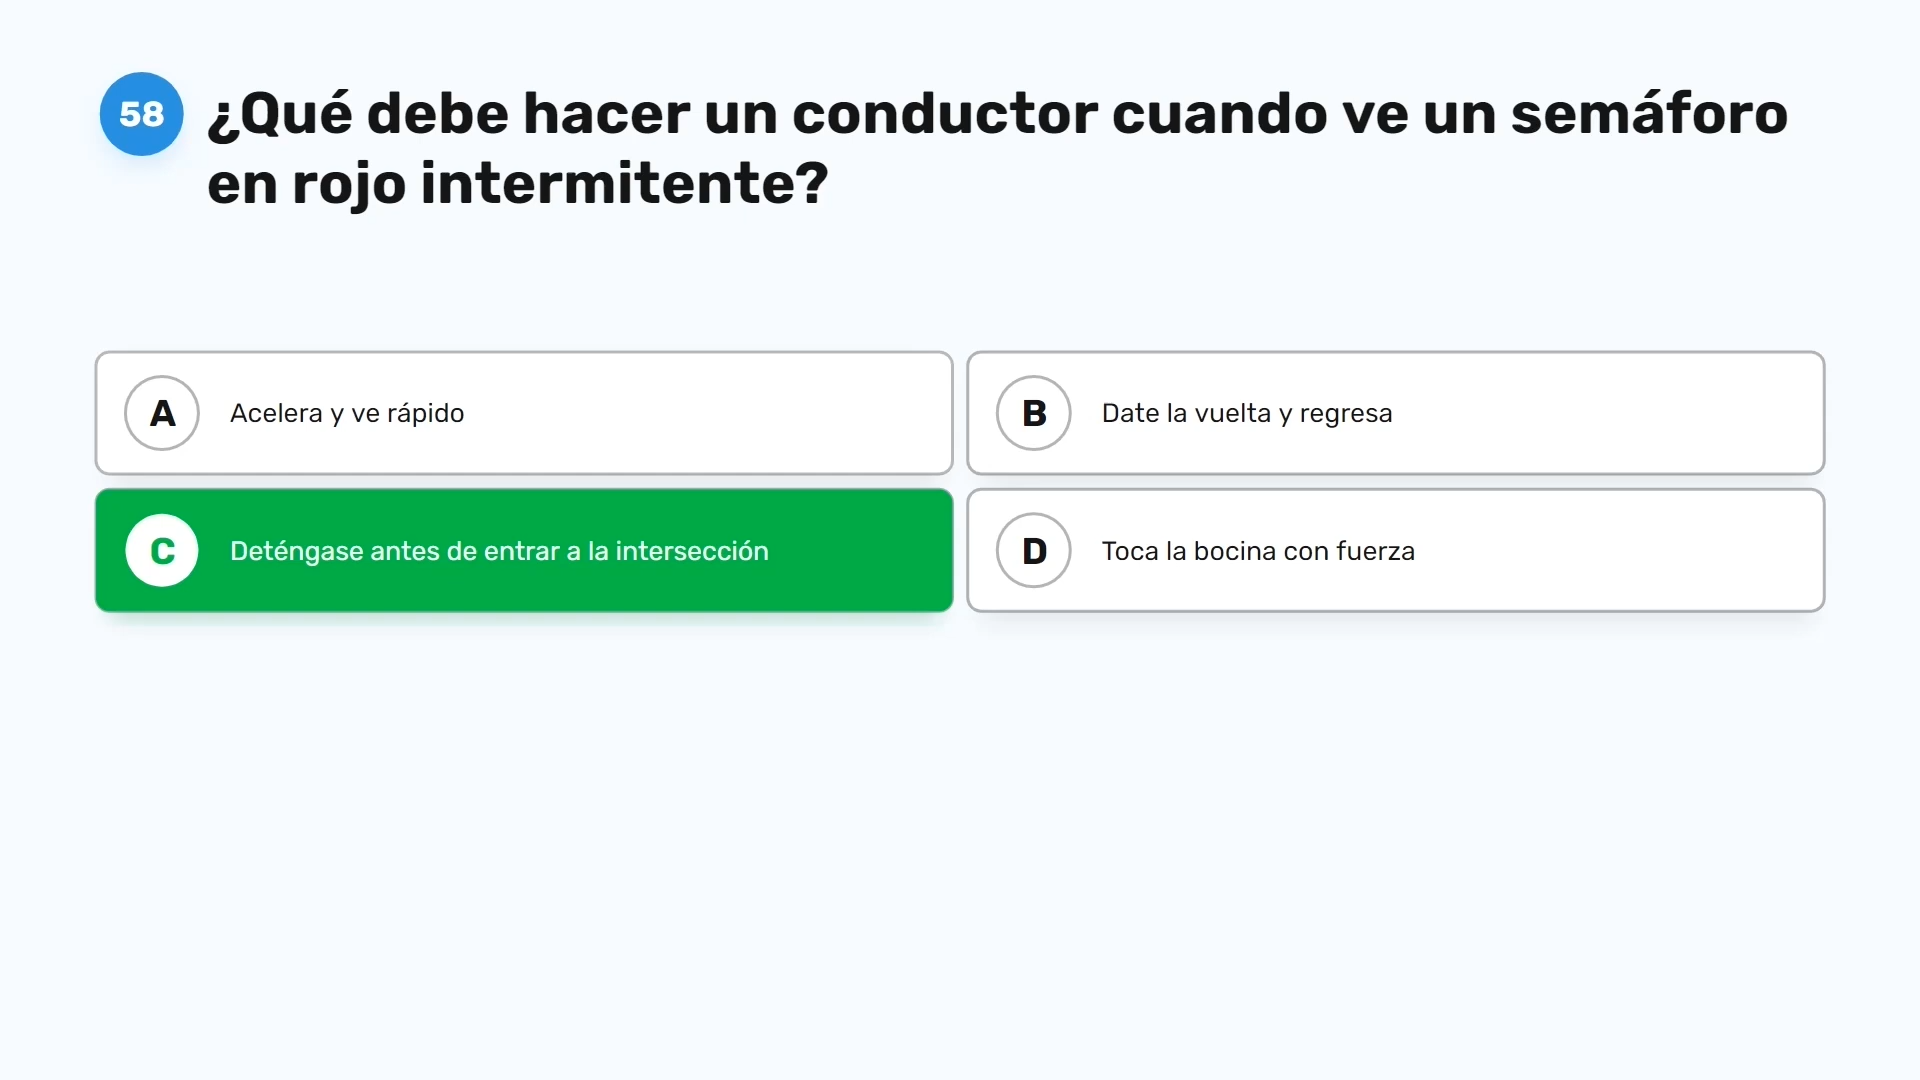 58
¿Qué debe hacer un conductor cuando ve un semáforo
en rojo intermitente?
A
Acelera y ve rápido
B
Date la vuelta y regresa
C
Deténgase antes de entrar a la intersección
D
Toca la bocina con fuerza